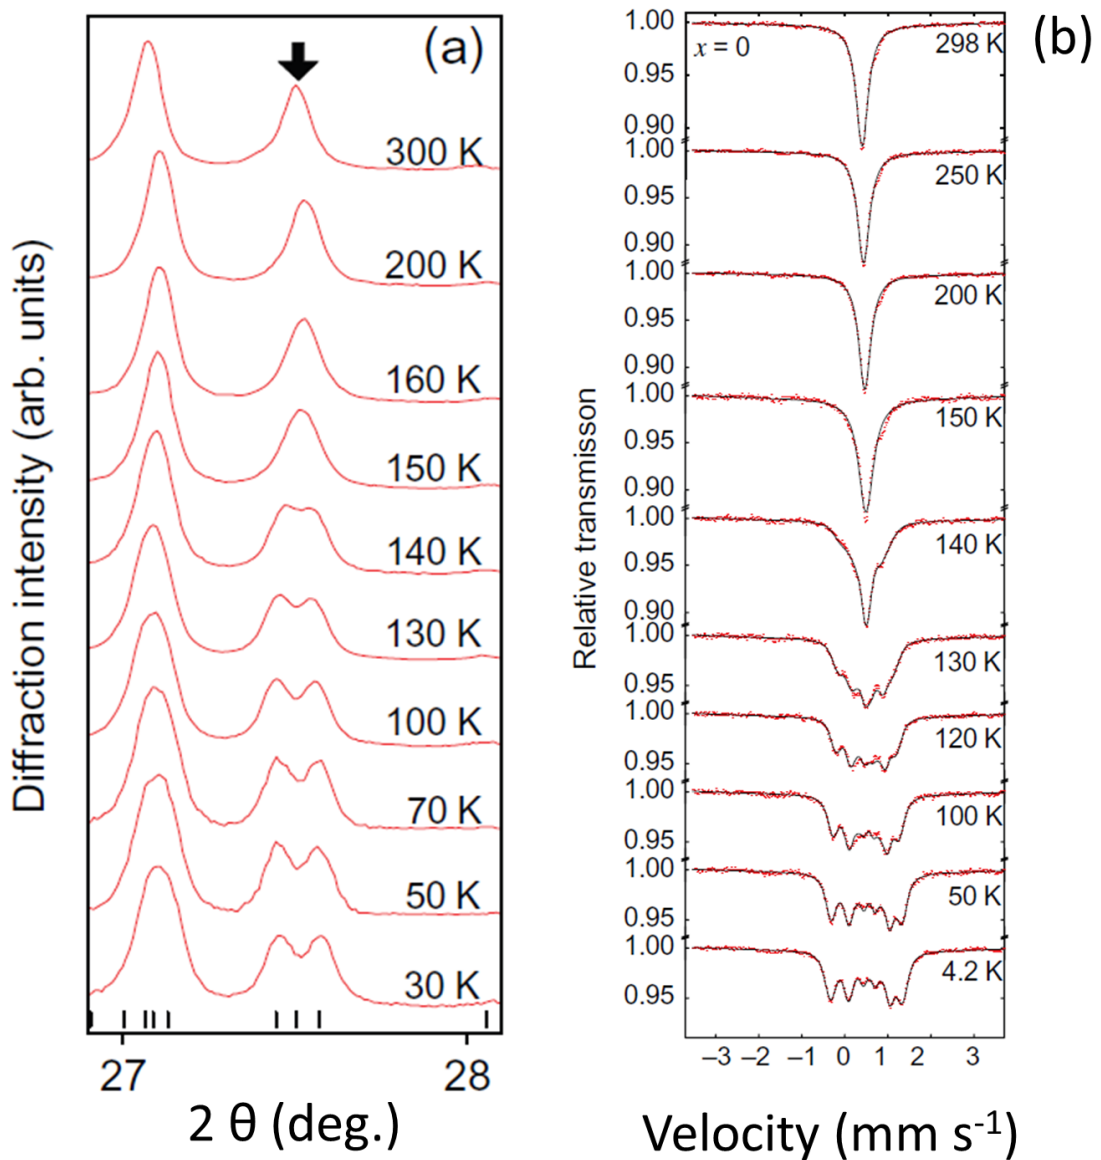 (a)
300 K
200 K
160 K
150 K
140 K
130 K
100 K
70 K
50 K
30 K
27
28
2 θ (deg.)
Diffraction intensity (arb. units)
(b)
x = 0
1.00
298 K
0.95
0.90
1.00
250 K
0.95
0.90
1.00
200 K
0.95
0.90
1.00
150 K
0.95
0.90
1.00
140 K
0.95
0.90
1.00
130 K
0.95
1.00
120 K
0.95
1.00
100 K
0.95
1.00
50 K
0.95
1.00
4.2 K
0.95
–3
–2
–1
0
1
2
3
Relative transmisson
Velocity (mm s-1)